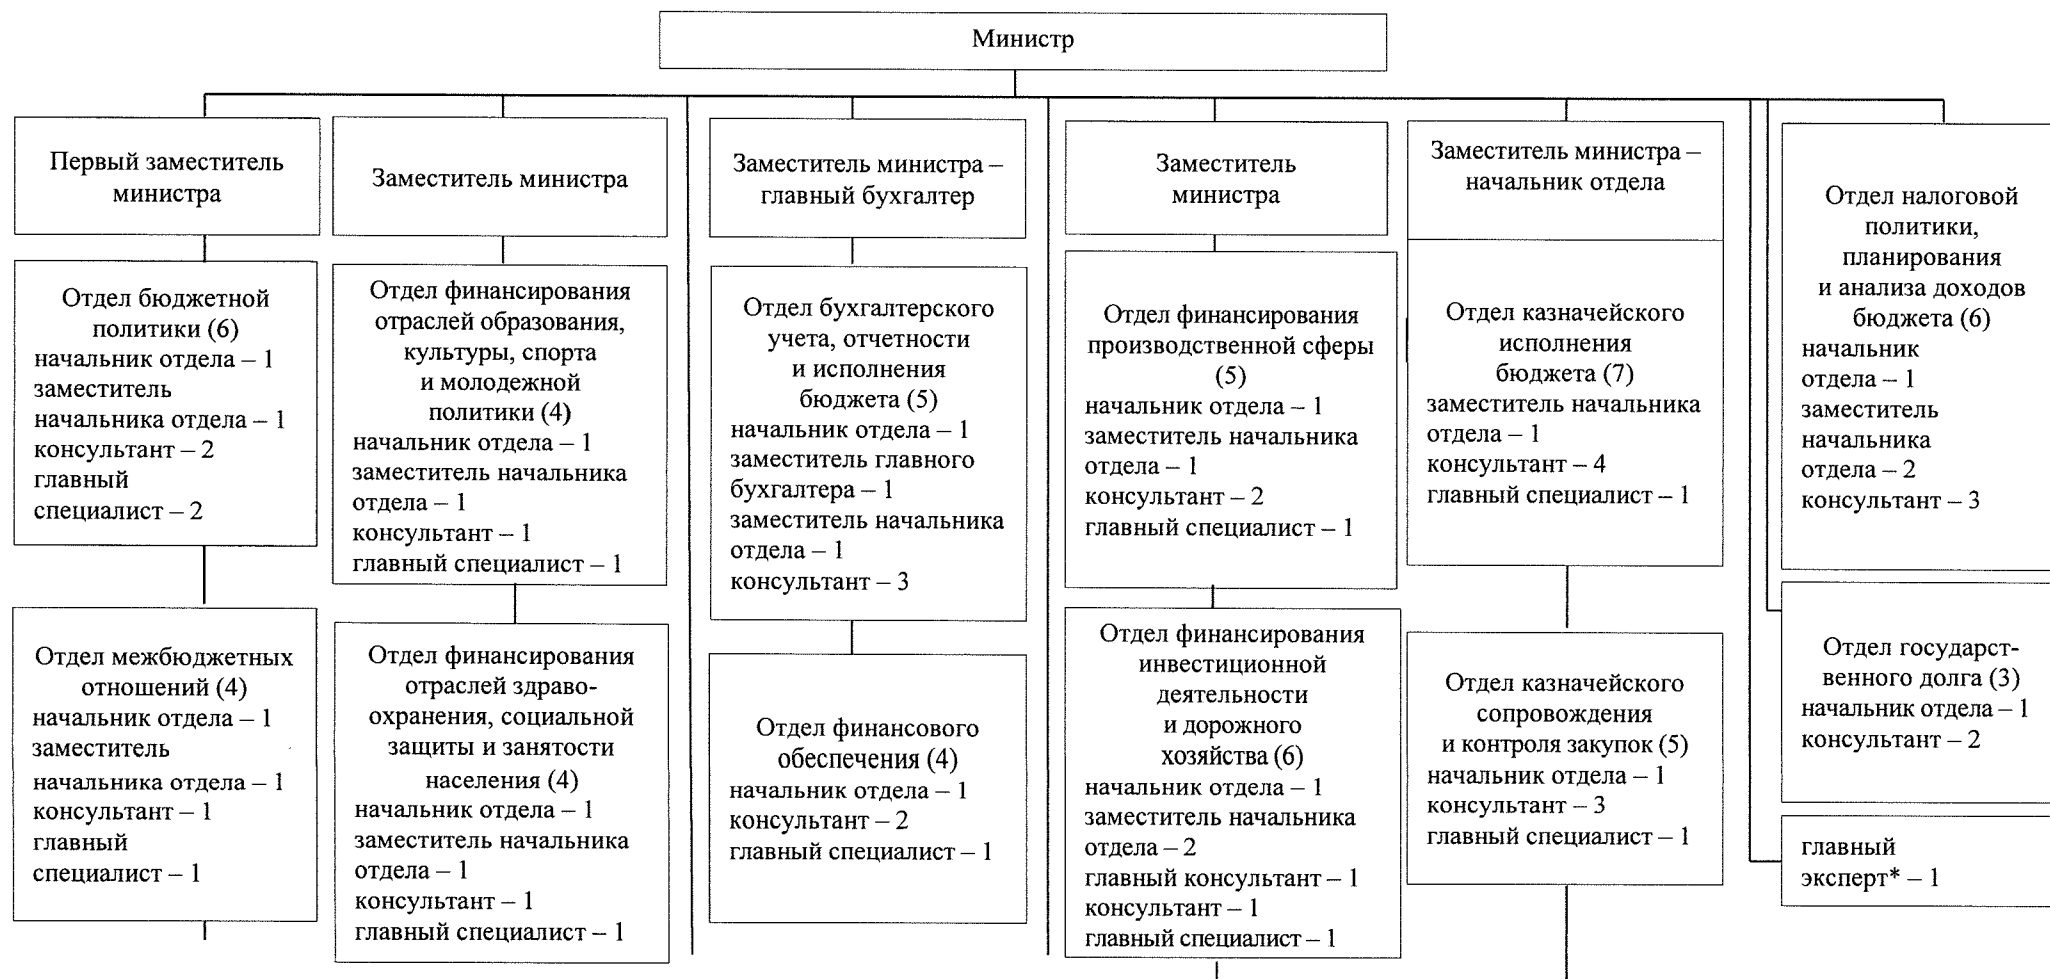 Министр
Первый заместитель
министра
Отдел бюджетной
политики (6)
начальник отдела – 1
заместитель
начальника отдела – 1
консультант – 2
главный
специалист – 2
Отдел межбюджетных
отношений (4)
начальник отдела – 1
заместитель
начальника отдела – 1
консультант – 1
главный
специалист – 1
Заместитель министра
Отдел финансирования
отраслей образования,
культуры, спорта
и молодежной
политики (4)
начальник отдела – 1
заместитель начальника
отдела – 1
консультант – 1
главный специалист – 1
Отдел финансирования
отраслей здраво-
охранения, социальной
защиты и занятости
населения (4)
начальник отдела – 1
заместитель начальника
отдела – 1
консультант – 1
главный специалист – 1
Заместитель министра –
главный бухгалтер
Отдел бухгалтерского
учета, отчетности
и исполнения
бюджета (5)
начальник отдела – 1
заместитель главного
бухгалтера – 1
заместитель начальника
отдела – 1
консультант – 3
Отдел финансового
обеспечения (4)
начальник отдела – 1
консультант – 2
главный специалист – 1
Заместитель
министра
Отдел финансирования
производственной сферы
(5)
начальник отдела – 1
заместитель начальника
отдела – 1
консультант – 2
главный специалист – 1
Отдел финансирования
инвестиционной
деятельности
и дорожного
хозяйства (6)
начальник отдела – 1
заместитель начальника
отдела – 2
главный консультант – 1
консультант – 1
главный специалист – 1
Заместитель министра –
начальник отдела
Отдел казначейского
исполнения
бюджета (7)
заместитель начальника
отдела – 1
консультант – 4
главный специалист – 1
Отдел казначейского
сопровождения
и контроля закупок (5)
начальник отдела – 1
консультант – 3
главный специалист – 1
Отдел налоговой
политики,
планирования
и анализа доходов
бюджета (6)
начальник
отдела – 1
заместитель
начальника
отдела – 2
консультант – 3
Отдел государст-
венного долга (3)
начальник отдела – 1
консультант – 2
главный
эксперт* – 1